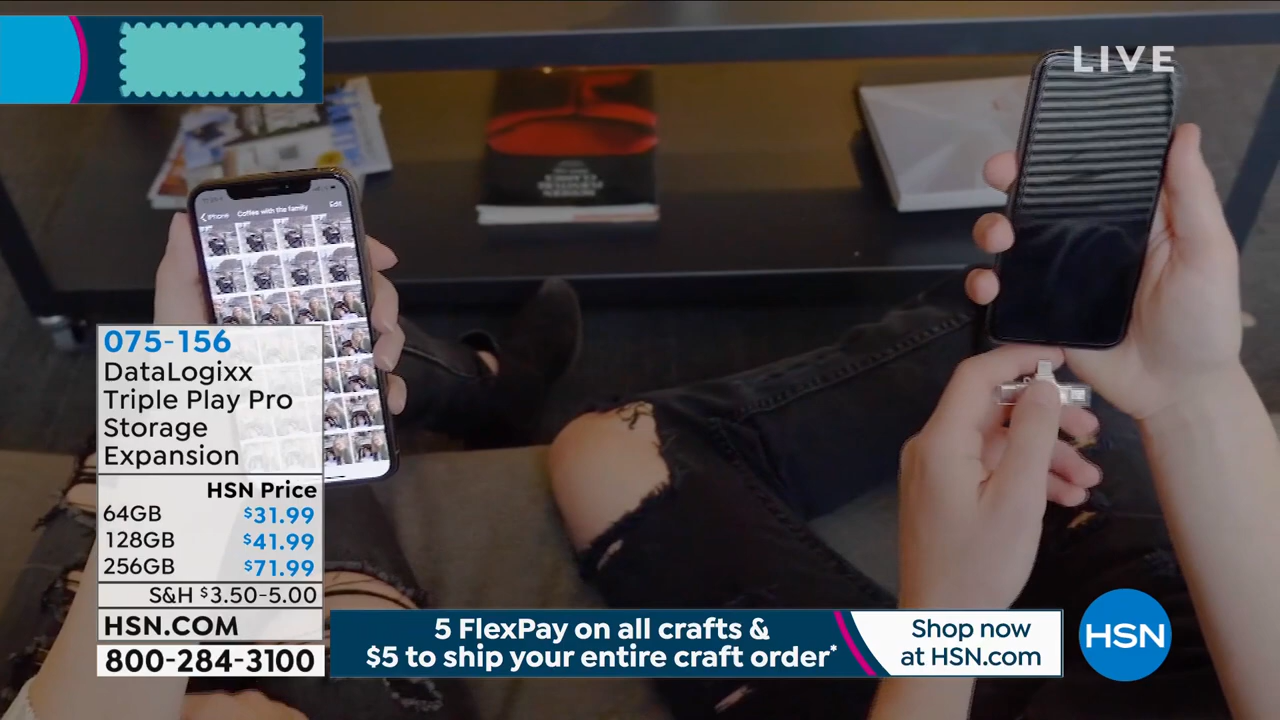 LIVE
iPhone
Coffee with the family
Edit
075-156
DataLogixx
Triple Play Pro
Storage
Expansion
HSN Price
64GB $31.99
128GB $41.99
256GB $71.99
S&H $3.50-5.00
HSN.COM
800-284-3100
5 FlexPay on all crafts &
$5 to ship your entire craft order*
Shop now
at HSN.com
HSN